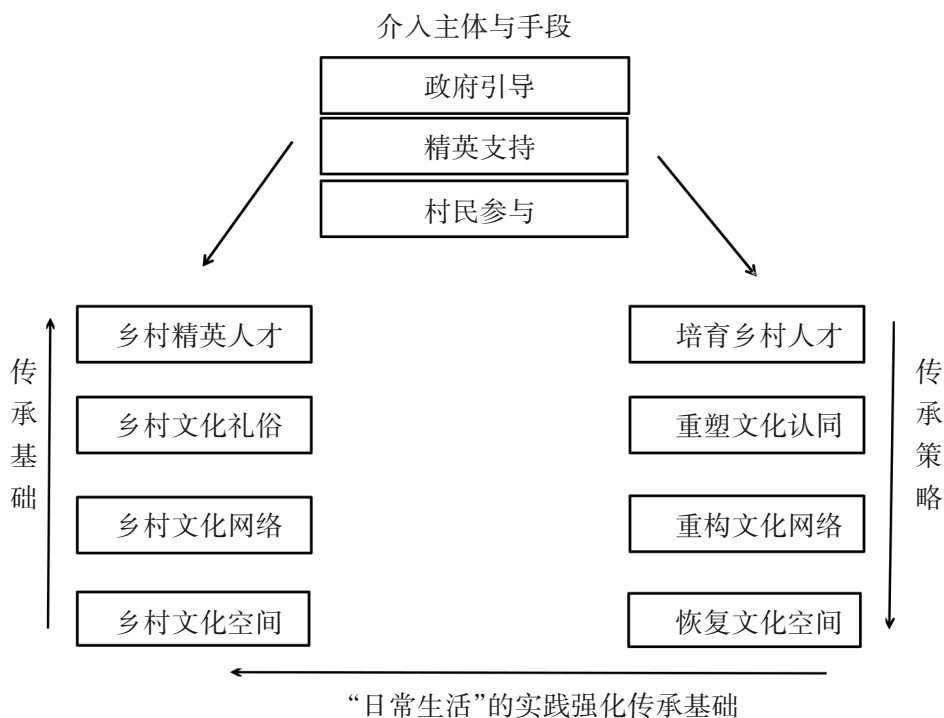 介入主体与手段
政府引导
精英支持
村民参与
传承基础
乡村精英人才
乡村文化礼俗
乡村文化网络
乡村文化空间
培育乡村人才
重塑文化认同
重构文化网络
恢复文化空间
传承策略
“日常生活”的实践强化传承基础